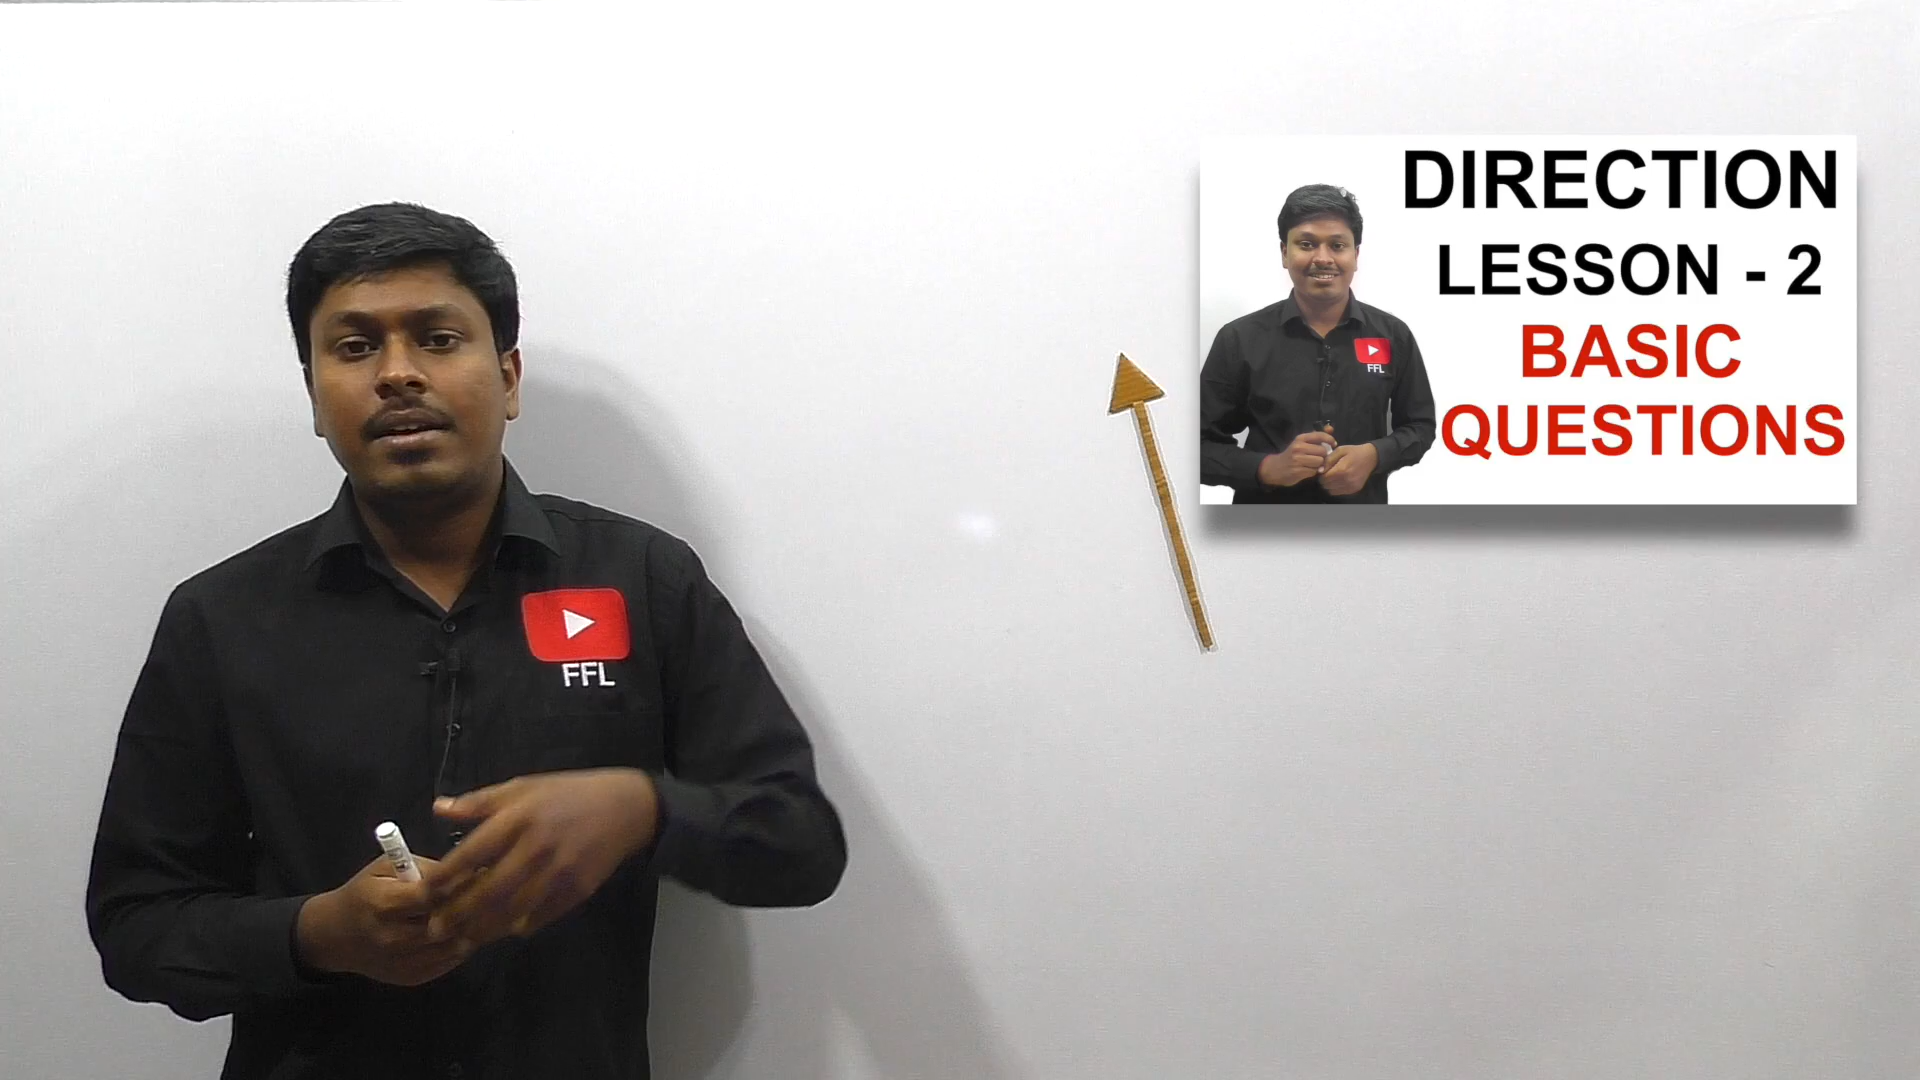 FFL
DIRECTION
LESSON - 2
BASIC
QUESTIONS
FFL